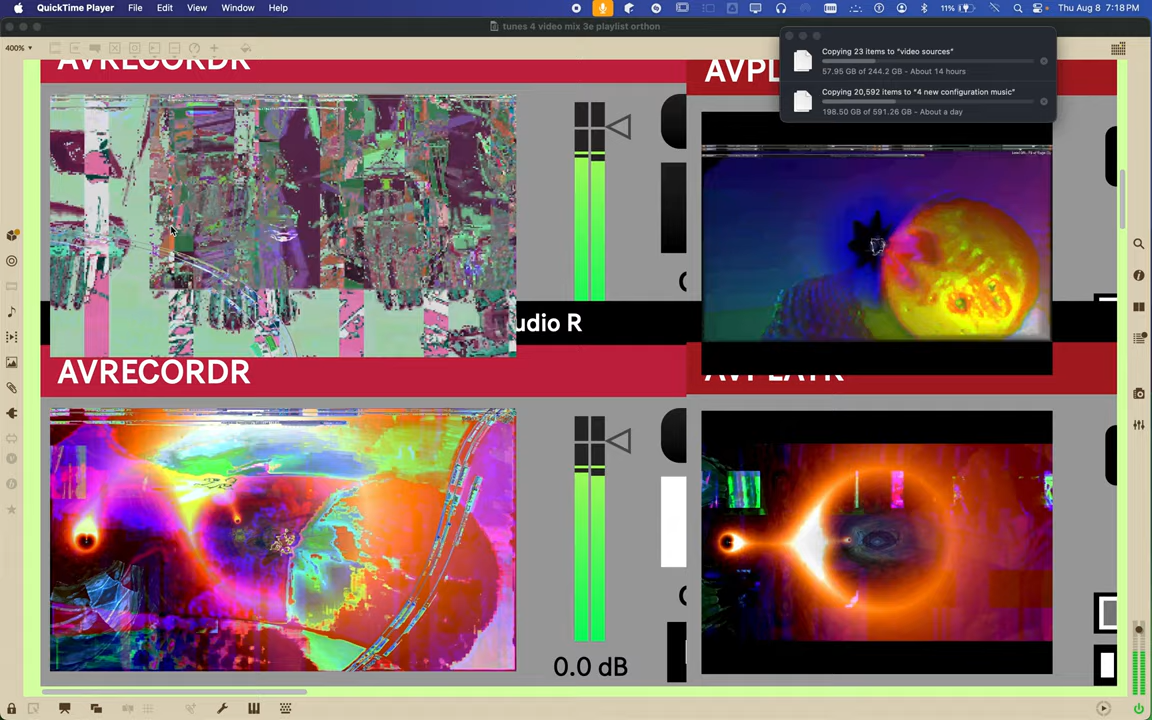 QuickTime Player File Edit View Window Help
11% Thu Aug 8 7:18 PM
tunes 4 video mix 3e playlist orthon
400%
Copying 23 items to "video sources"
57.95 GB of 244.2 GB - About 14 hours
Copying 20,592 items to "4 new configuration music"
198.50 GB of 591.26 GB - About a day
AVRECORDR
AVPL
udio R
AVRECORDR
AVPLAYR
0.0 dB